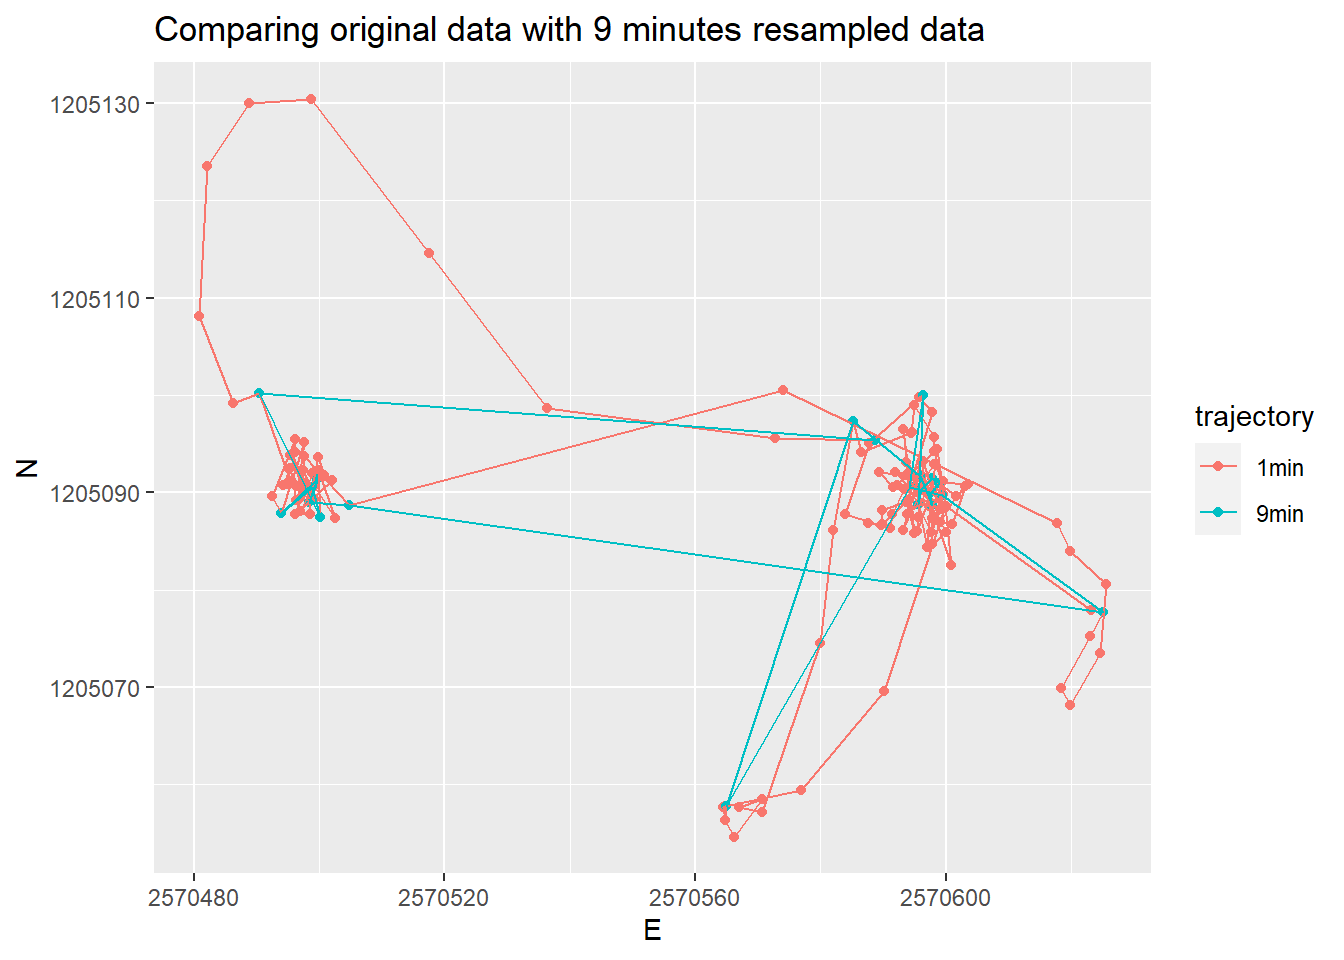 Comparing original data with 9 minutes resampled data
1205130
1205110
1205090
1205070
N
2570480
2570520
2570560
2570600
E
trajectory
1min
9min